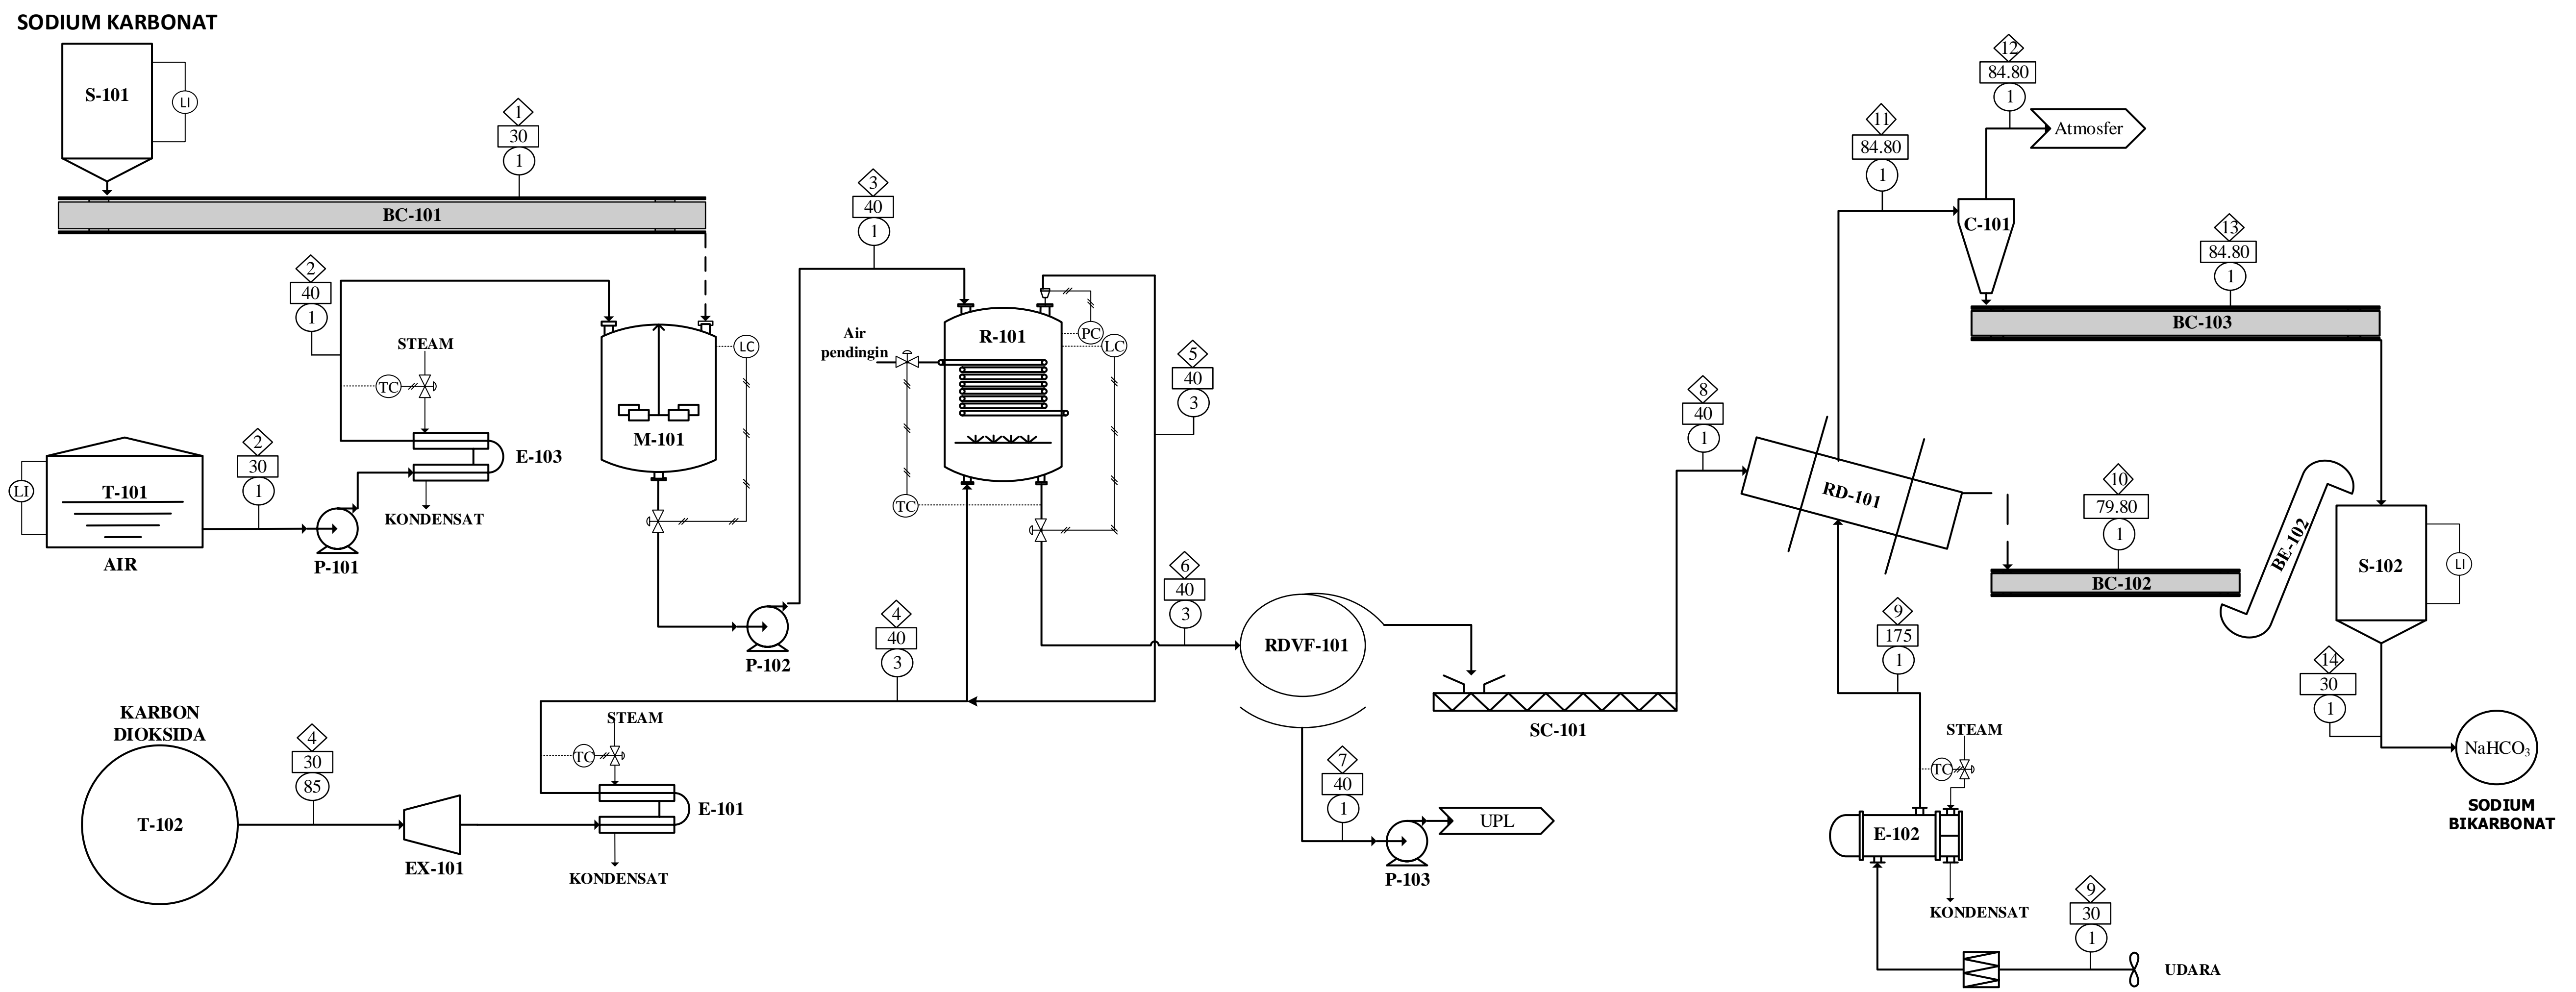 SODIUM KARBONAT
S-101
LI
1
30
1
BC-101
2
40
1
STEAM
TC
E-103
KONDENSAT
2
30
1
LI
T-101
AIR
P-101
M-101
LC
P-102
3
40
1
Air
pendingin
R-101
PC
LC
TC
5
40
3
4
40
3
6
40
3
KARBON
DIOKSIDA
T-102
4
30
85
EX-101
STEAM
TC
E-101
KONDENSAT
RDVF-101
7
40
1
P-103
UPL
SC-101
8
40
1
RD-101
11
84.80
1
12
84.80
1
Atmosfer
C-101
13
84.80
1
BC-103
10
79.80
1
BC-102
BE-102
S-102
LI
9
175
1
STEAM
TC
E-102
KONDENSAT
9
30
1
UDARA
14
30
1
NaHCO₃
SODIUM
BIKARBONAT